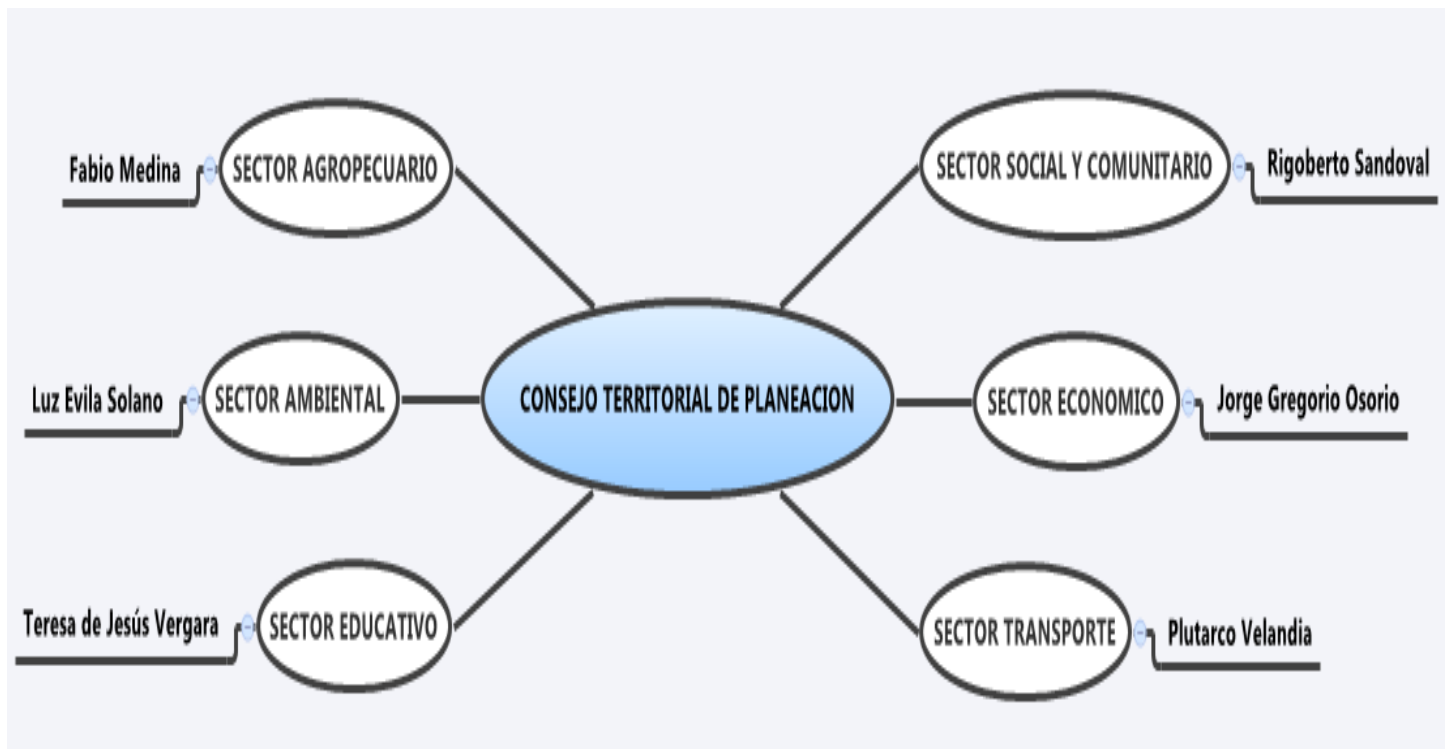 Fabio Medina
SECTOR AGROPECUARIO
SECTOR SOCIAL Y COMUNITARIO
Rigoberto Sandoval
Luz Evila Solano
SECTOR AMBIENTAL
CONSEJO TERRITORIAL DE PLANEACION
SECTOR ECONOMICO
Jorge Gregorio Osorio
Teresa de Jesús Vergara
SECTOR EDUCATIVO
SECTOR TRANSPORTE
Plutarco Velandia